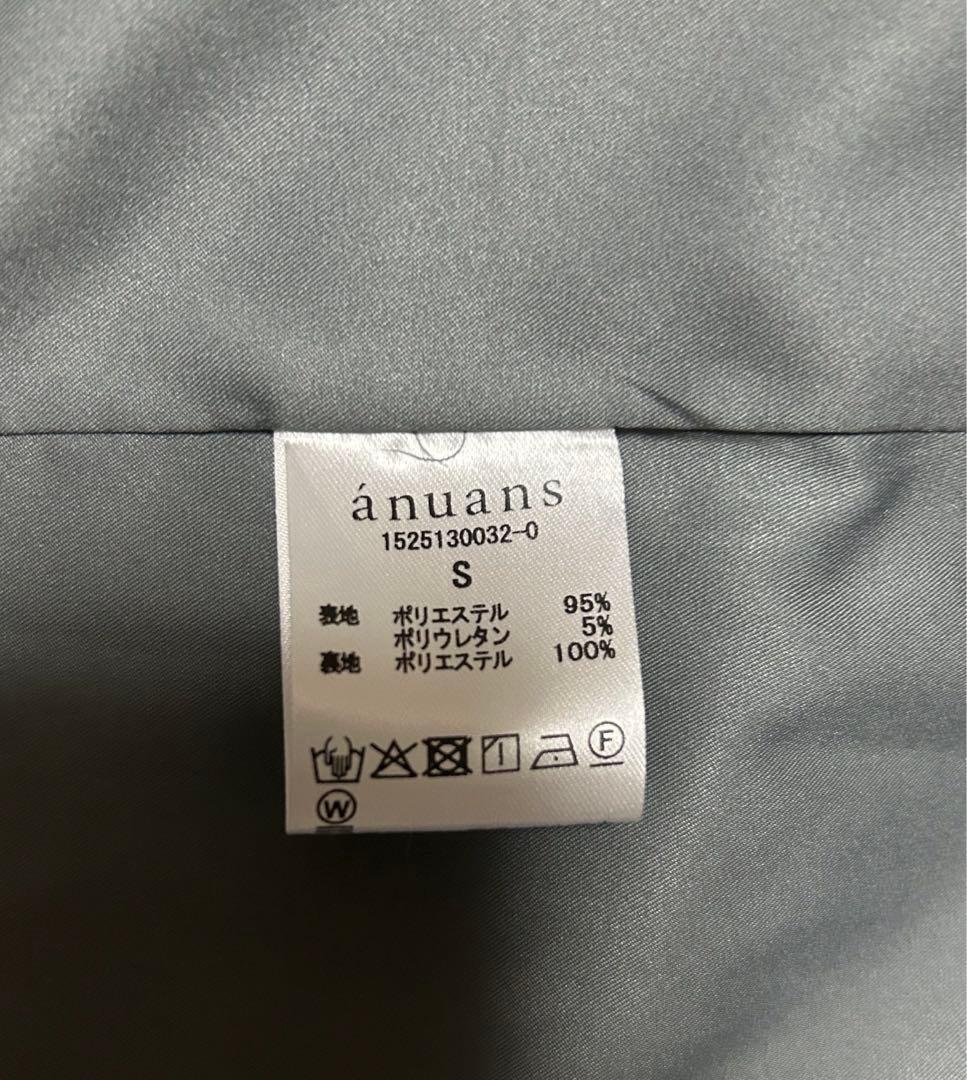 ánuans
1525130032-0
S
表地 ポリエステル 95%
ポリウレタン 5%
裏地 ポリエステル 100%
F
W